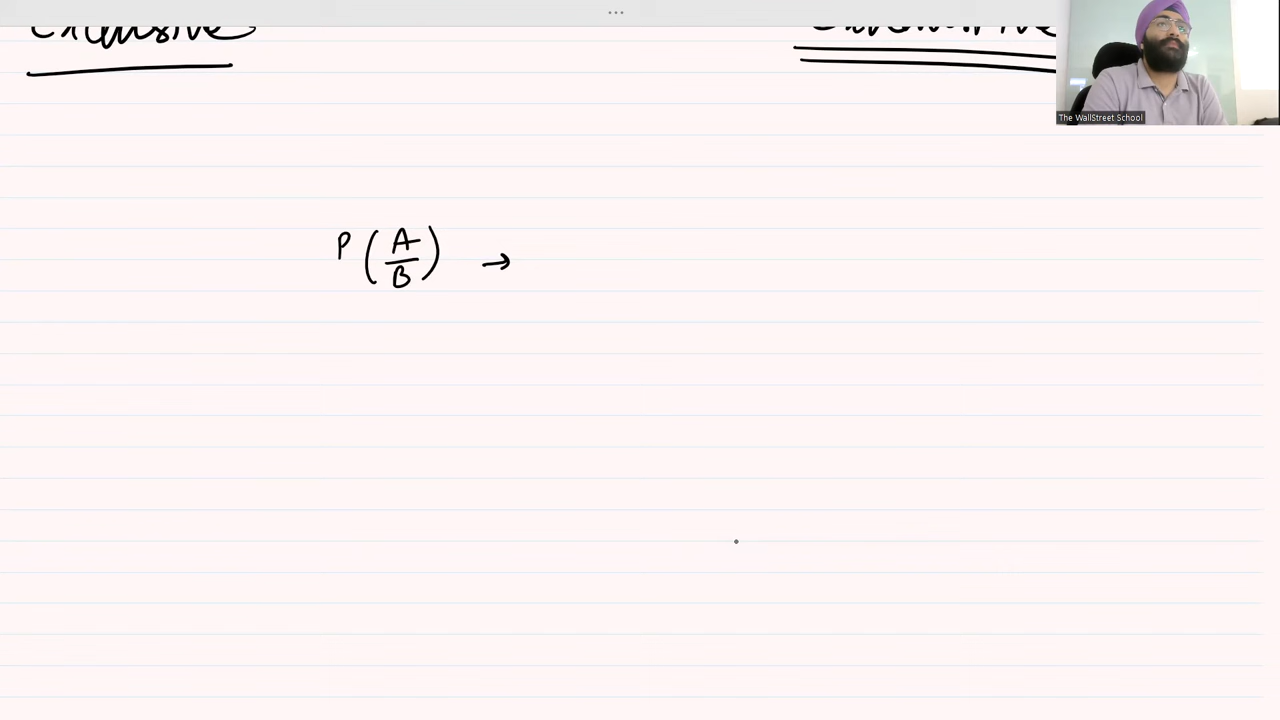 exclusive
The WallStreet School
P (A/B) →